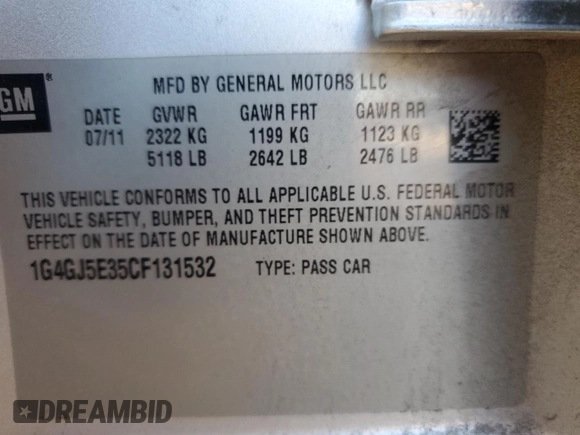 GM®
MFD BY GENERAL MOTORS LLC
DATE GVWR GAWR FRT GAWR RR
07/11 2322 KG 1199 KG 1123 KG
5118 LB 2642 LB 2476 LB
THIS VEHICLE CONFORMS TO ALL APPLICABLE U.S. FEDERAL MOTOR
VEHICLE SAFETY, BUMPER, AND THEFT PREVENTION STANDARDS IN
EFFECT ON THE DATE OF MANUFACTURE SHOWN ABOVE.
1G4GJ5E35CF131532 TYPE: PASS CAR
DREAMBID